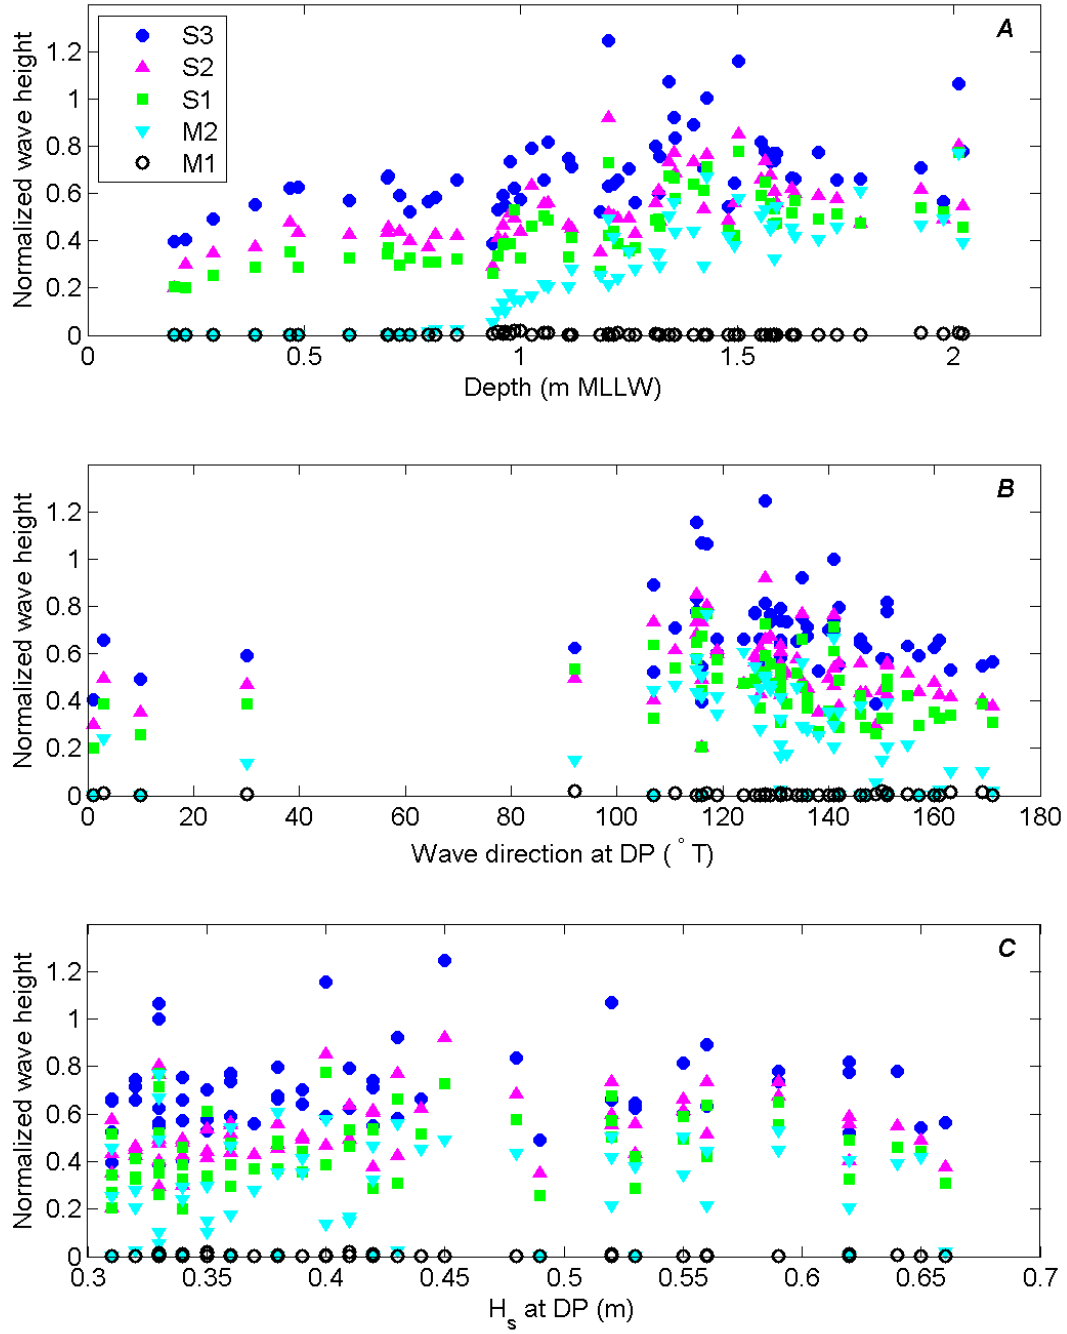 A
S3
S2
S1
M2
M1
Normalized wave height
1.2
1
0.8
0.6
0.4
0.2
0
0 0.5 1 1.5 2
Depth (m MLLW)
B
Normalized wave height
1.2
1
0.8
0.6
0.4
0.2
0
0 20 40 60 80 100 120 140 160 180
Wave direction at DP (°T)
C
Normalized wave height
1.2
1
0.8
0.6
0.4
0.2
0
0.3 0.35 0.4 0.45 0.5 0.55 0.6 0.65 0.7
Hs at DP (m)